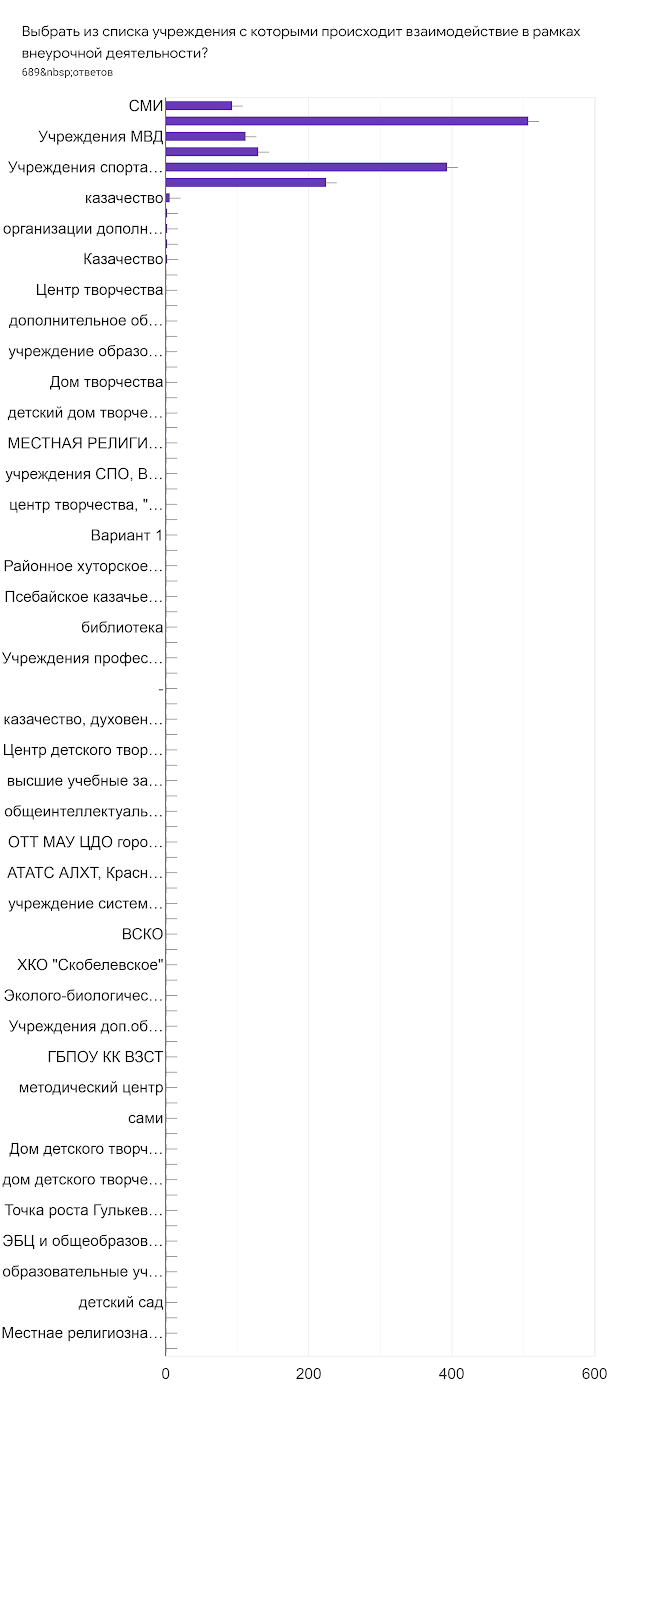 Выбрать из списка учреждения с которыми происходит взаимодействие в рамках
внеурочной деятельности?
689&nbsp;ответов
СМИ
Учреждения МВД
Учреждения спорта…
казачество
организации дополн…
Казачество
Центр творчества
дополнительное об…
учреждение образо…
Дом творчества
детский дом творче…
МЕСТНАЯ РЕЛИГИ…
учреждения СПО, В…
центр творчества, "…
Вариант 1
Районное хуторское…
Псебайское казачье…
библиотека
Учреждения профес…
-
казачество, духовен…
Центр детского твор…
высшие учебные за…
общеинтеллектуаль…
ОТТ МАУ ЦДО горо…
АТАТС АЛХТ, Красн…
учреждение систем…
ВСКО
ХКО "Скобелевское"
Эколого-биологичес…
Учреждения доп.об…
ГБПОУ КК ВЗСТ
методический центр
сами
Дом детского творч…
дом детского творче…
Точка роста Гулькев…
ЭБЦ и общеобразов…
образовательные уч…
детский сад
Местнае религиозна…
0 200 400 600